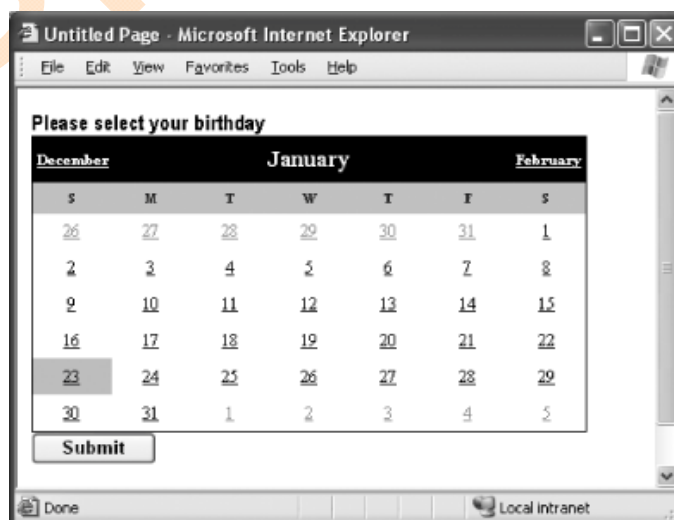 Untitled Page - Microsoft Internet Explorer
File Edit View Favorites Tools Help
Please select your birthday
December January February
S M T W T F S
26 27 28 29 30 31 1
2 3 4 5 6 7 8
9 10 11 12 13 14 15
16 17 18 19 20 21 22
23 24 25 26 27 28 29
30 31 1 2 3 4 5
Submit
Done Local intranet